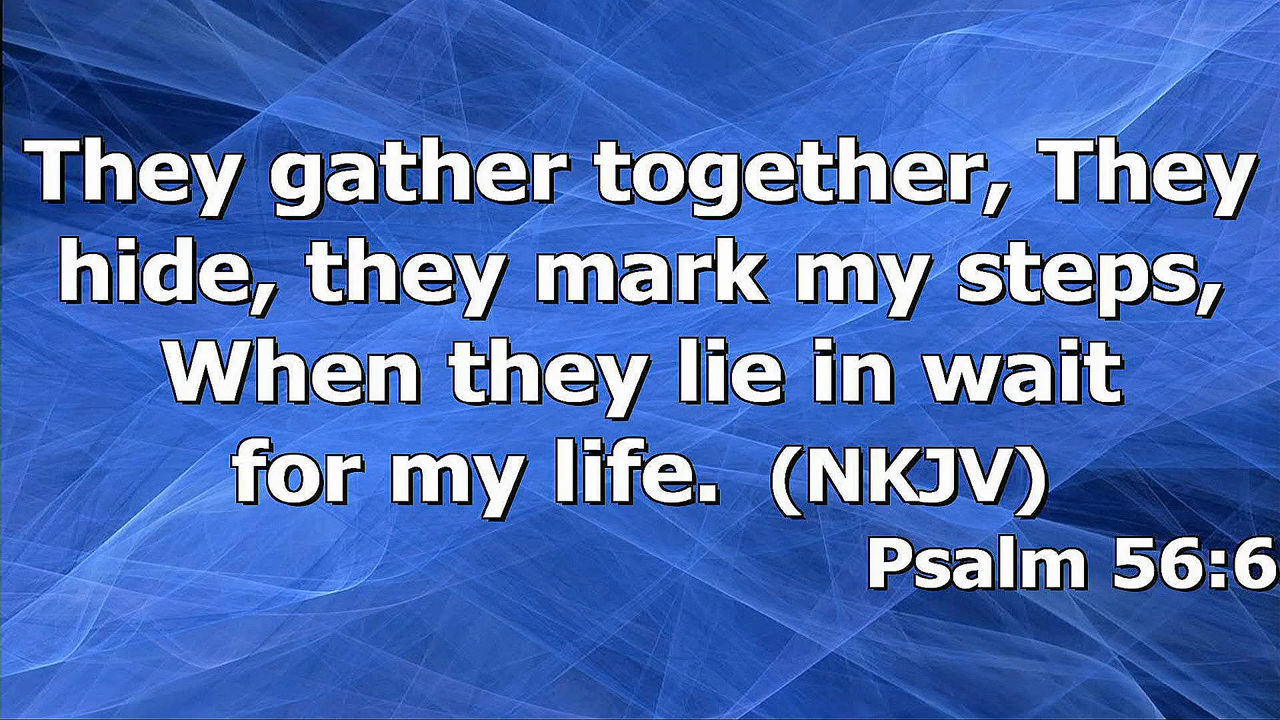 They gather together, They
hide, they mark my steps,
When they lie in wait
for my life. (NKJV)
Psalm 56:6